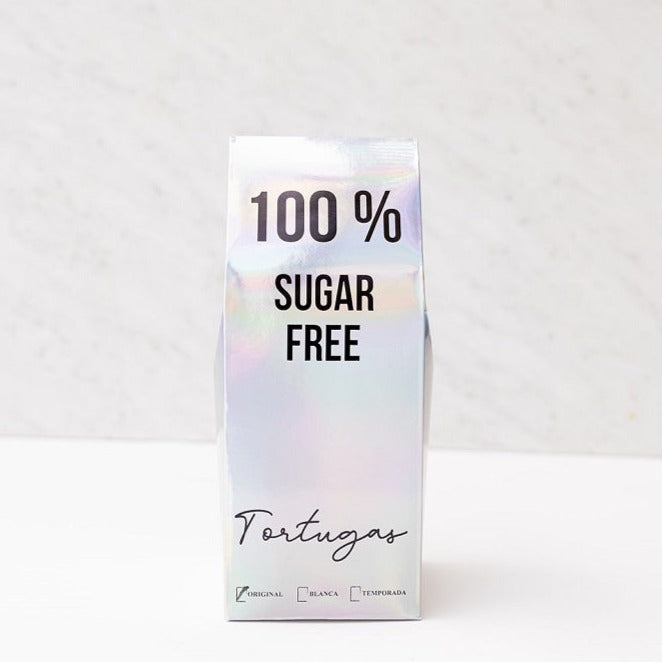 100 %
SUGAR
FREE
Tortugas
ORIGINAL BLANCA TEMPORADA